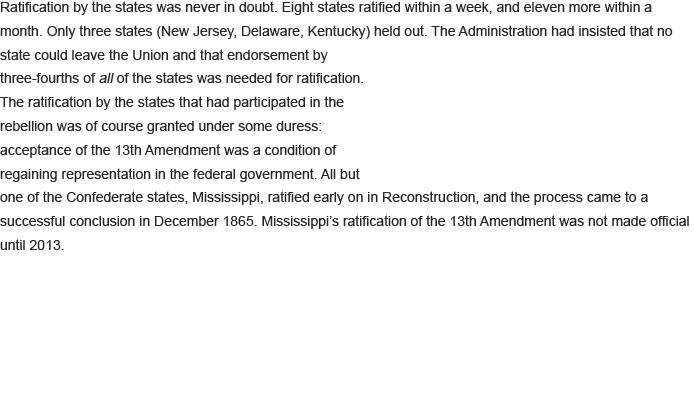 Ratification by the states was never in doubt. Eight states ratified within a week, and eleven more within a
month. Only three states (New Jersey, Delaware, Kentucky) held out. The Administration had insisted that no
state could leave the Union and that endorsement by
three-fourths of all of the states was needed for ratification.
The ratification by the states that had participated in the
rebellion was of course granted under some duress:
acceptance of the 13th Amendment was a condition of
regaining representation in the federal government. All but
one of the Confederate states, Mississippi, ratified early on in Reconstruction, and the process came to a
successful conclusion in December 1865. Mississippi’s ratification of the 13th Amendment was not made official
until 2013.